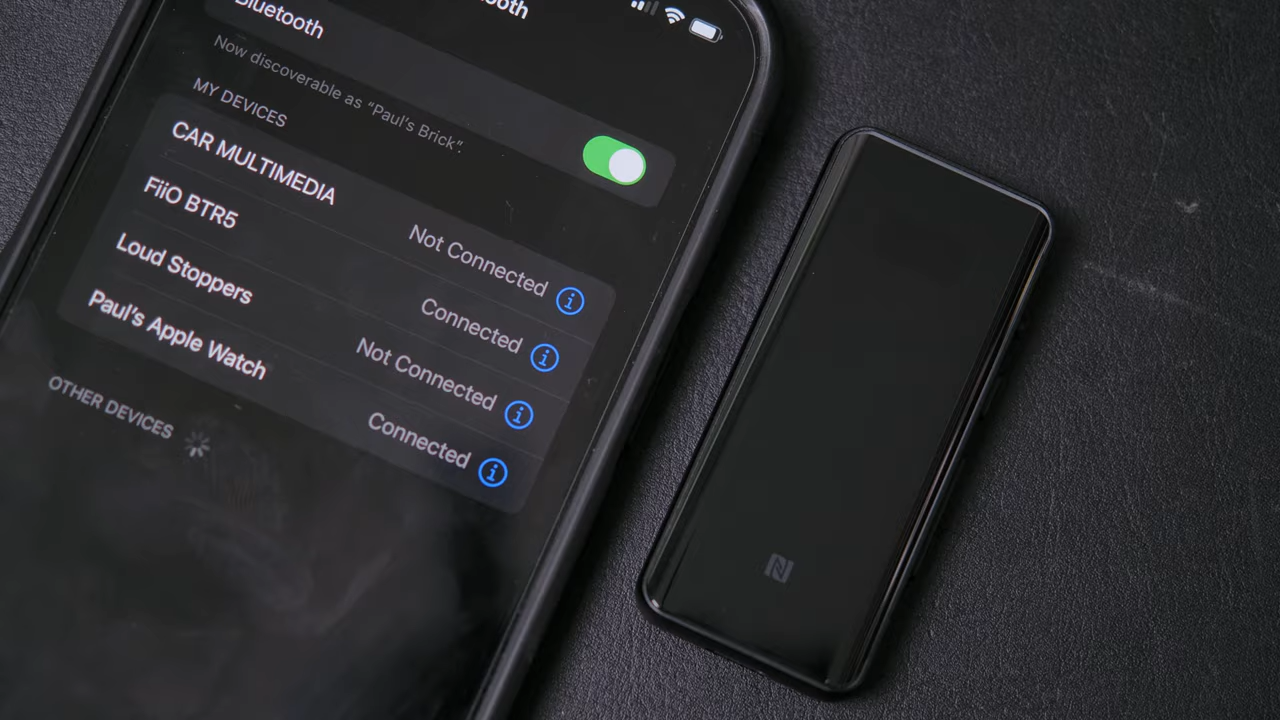 Bluetooth
Now discoverable as “Paul's Brick”.
MY DEVICES
CAR MULTIMEDIA Not Connected
FiiO BTR5 Connected
Loud Stoppers Not Connected
Paul's Apple Watch Connected
OTHER DEVICES